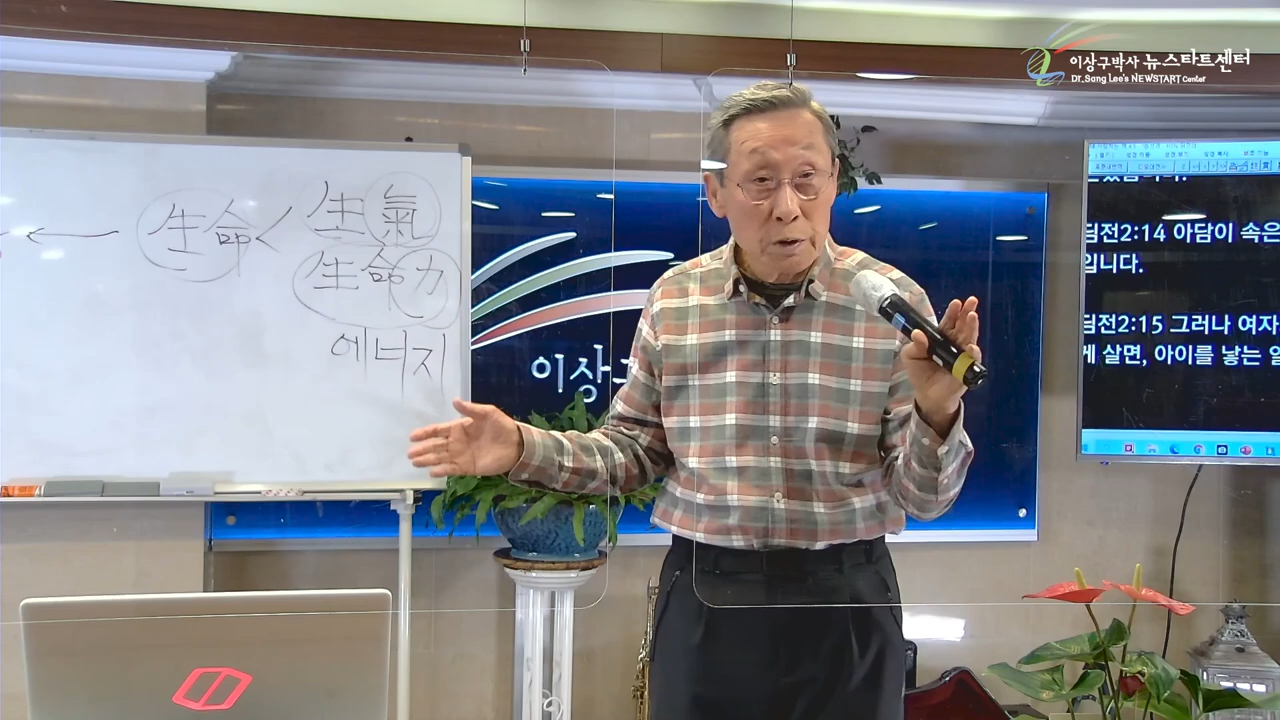 이상구박사 뉴스타트센터
Dr. Sang Lee's NEWSTART Center
生命 < 生氣
生命力
에너지
이상구
딤전2:14 아담이 속은
입니다.
딤전2:15 그러나 여자
살면, 아이를 낳는